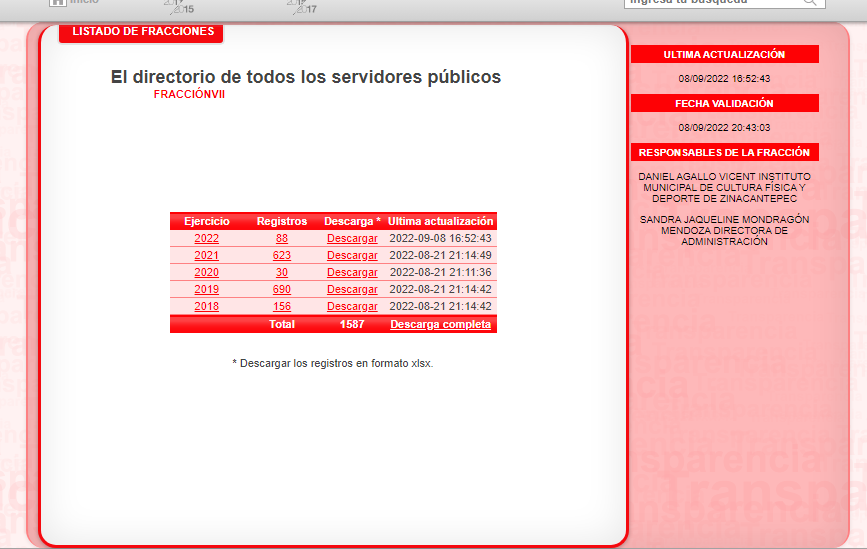 Inicio
15
17
Ingresa tu búsqueda
LISTADO DE FRACCIONES
El directorio de todos los servidores públicos
FRACCIÓNVII
Ejercicio Registros Descarga * Ultima actualización
2022 88 Descargar 2022-09-08 16:52:43
2021 623 Descargar 2022-08-21 21:14:49
2020 30 Descargar 2022-08-21 21:11:36
2019 690 Descargar 2022-08-21 21:14:42
2018 156 Descargar 2022-08-21 21:14:42
Total 1587 Descarga completa
* Descargar los registros en formato xlsx.
ULTIMA ACTUALIZACIÓN
08/09/2022 16:52:43
FECHA VALIDACIÓN
08/09/2022 20:43:03
RESPONSABLES DE LA FRACCIÓN
DANIEL AGALLO VICENT INSTITUTO
MUNICIPAL DE CULTURA FÍSICA Y
DEPORTE DE ZINACANTEPEC
SANDRA JAQUELINE MONDRAGÓN
MENDOZA DIRECTORA DE
ADMINISTRACIÓN